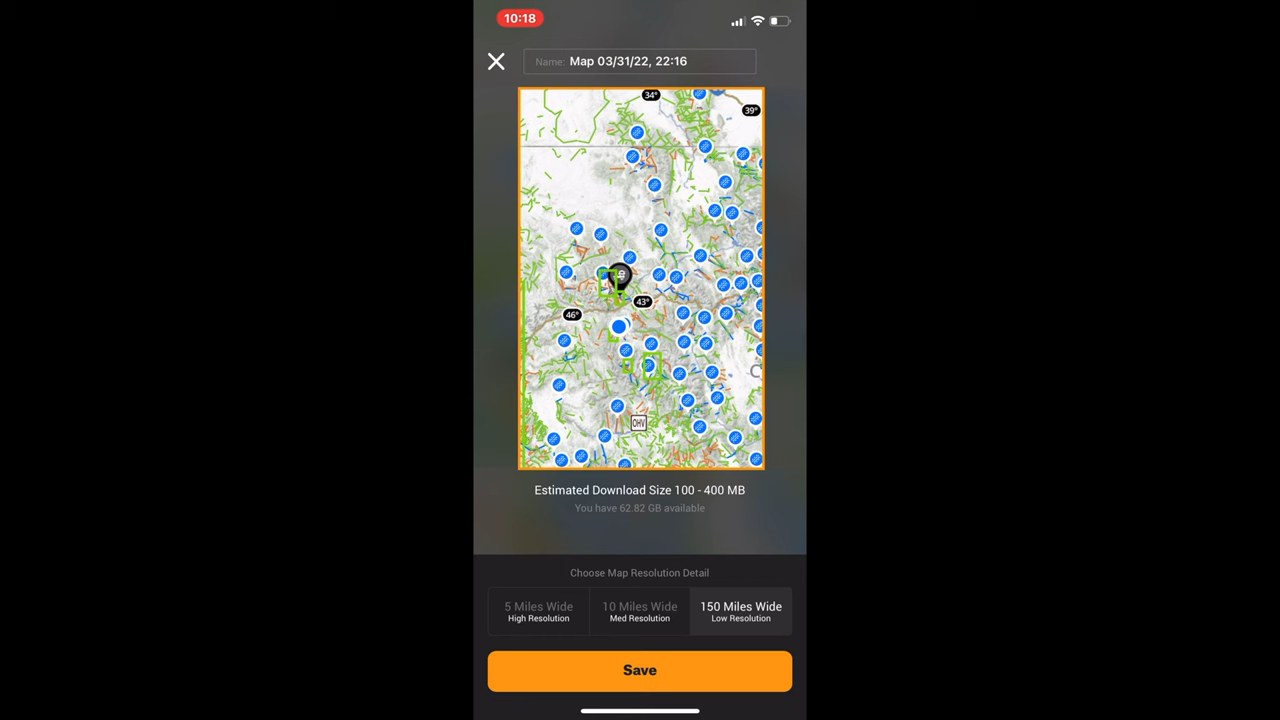 10:18
Name: Map 03/31/22, 22:16
34°
39°
43°
46°
C
OHV
Estimated Download Size 100 - 400 MB
You have 62.82 GB available
Choose Map Resolution Detail
5 Miles Wide
High Resolution
10 Miles Wide
Med Resolution
150 Miles Wide
Low Resolution
Save